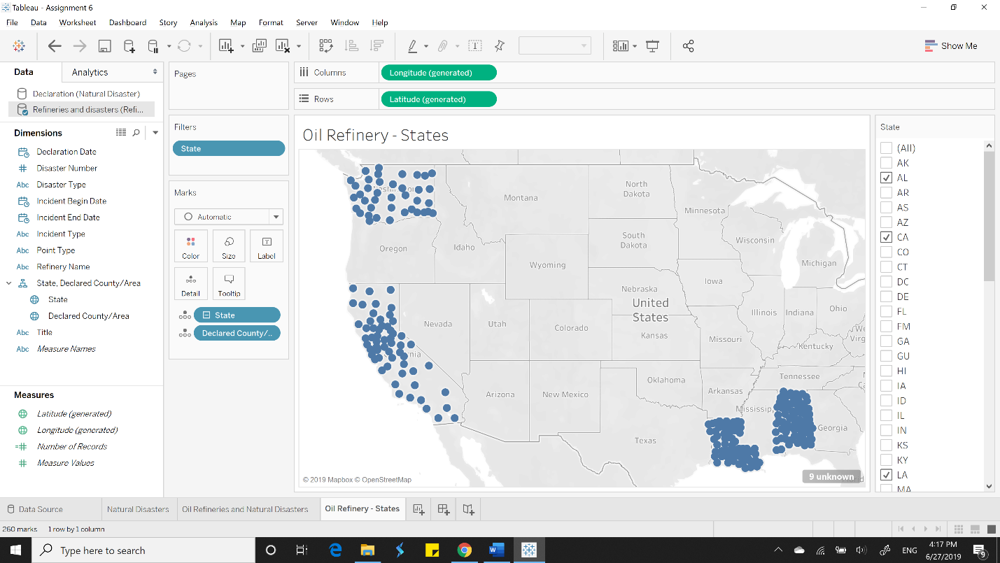 Tableau - Assignment 6
File Data Worksheet Dashboard Story Analysis Map Format Server Window Help
Show Me
Data
Analytics
Declaration (Natural Disaster)
Refineries and disasters (Refi...
Dimensions
Declaration Date
Disaster Number
Abc Disaster Type
Incident Begin Date
Incident End Date
Abc Incident Type
Abc Point Type
Abc Refinery Name
State, Declared County/Area
State
Declared County/Area
Abc Title
Abc Measure Names
Measures
Latitude (generated)
Longitude (generated)
Number of Records
Measure Values
Pages
Filters
State
Marks
Automatic
Color
Size
Label
Detail
Tooltip
State
Declared County/..
Columns
Longitude (generated)
Rows
Latitude (generated)
Oil Refinery - States
North
Dakota
Montana
Minnesota
South
Dakota
Wisconsin
Oregon
Idaho
Wyoming
Michigan
Iowa
Nebraska
United
States
Illinois
Indiana
Ohio
Nevada
Utah
Colorado
Kansas
Missouri
Kentucky
Oklahoma
Tennessee
Arkansas
Arizona
New Mexico
Mississip
Georgia
Texas
© 2019 Mapbox © OpenStreetMap
9 unknown
State
(All)
AK
AL
AR
AS
AZ
CA
CO
CT
DC
DE
FL
FM
GA
GU
HI
IA
ID
IL
IN
KS
KY
LA
MA
Data Source
Natural Disasters
Oil Refineries and Natural Disasters
Oil Refinery - States
260 marks 1 row by 1 column
Type here to search
ENG
4:17 PM
6/27/2019
9